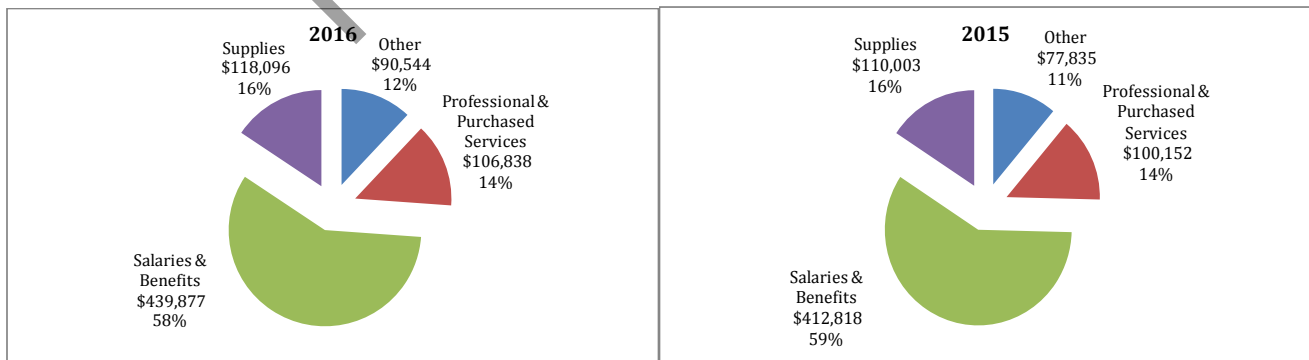 2016
Supplies
$118,096
16%
Other
$90,544
12%
Professional &
Purchased
Services
$106,838
14%
Salaries &
Benefits
$439,877
58%
2015
Supplies
$110,003
16%
Other
$77,835
11%
Professional &
Purchased
Services
$100,152
14%
Salaries &
Benefits
$412,818
59%